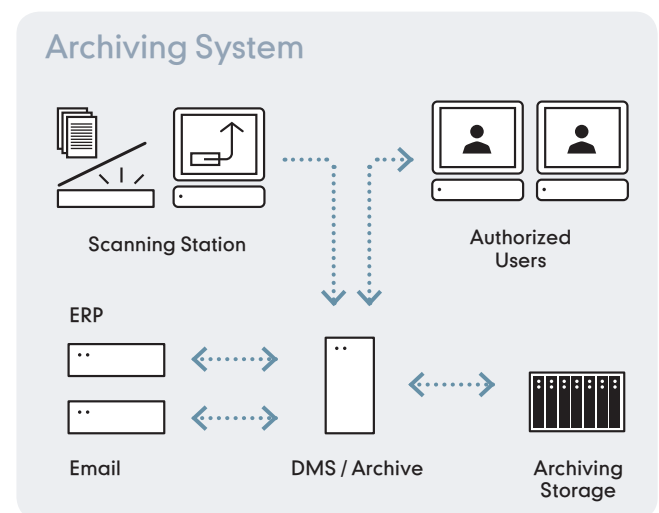 Archiving System
Scanning Station
Authorized
Users
ERP
Email
DMS / Archive
Archiving
Storage